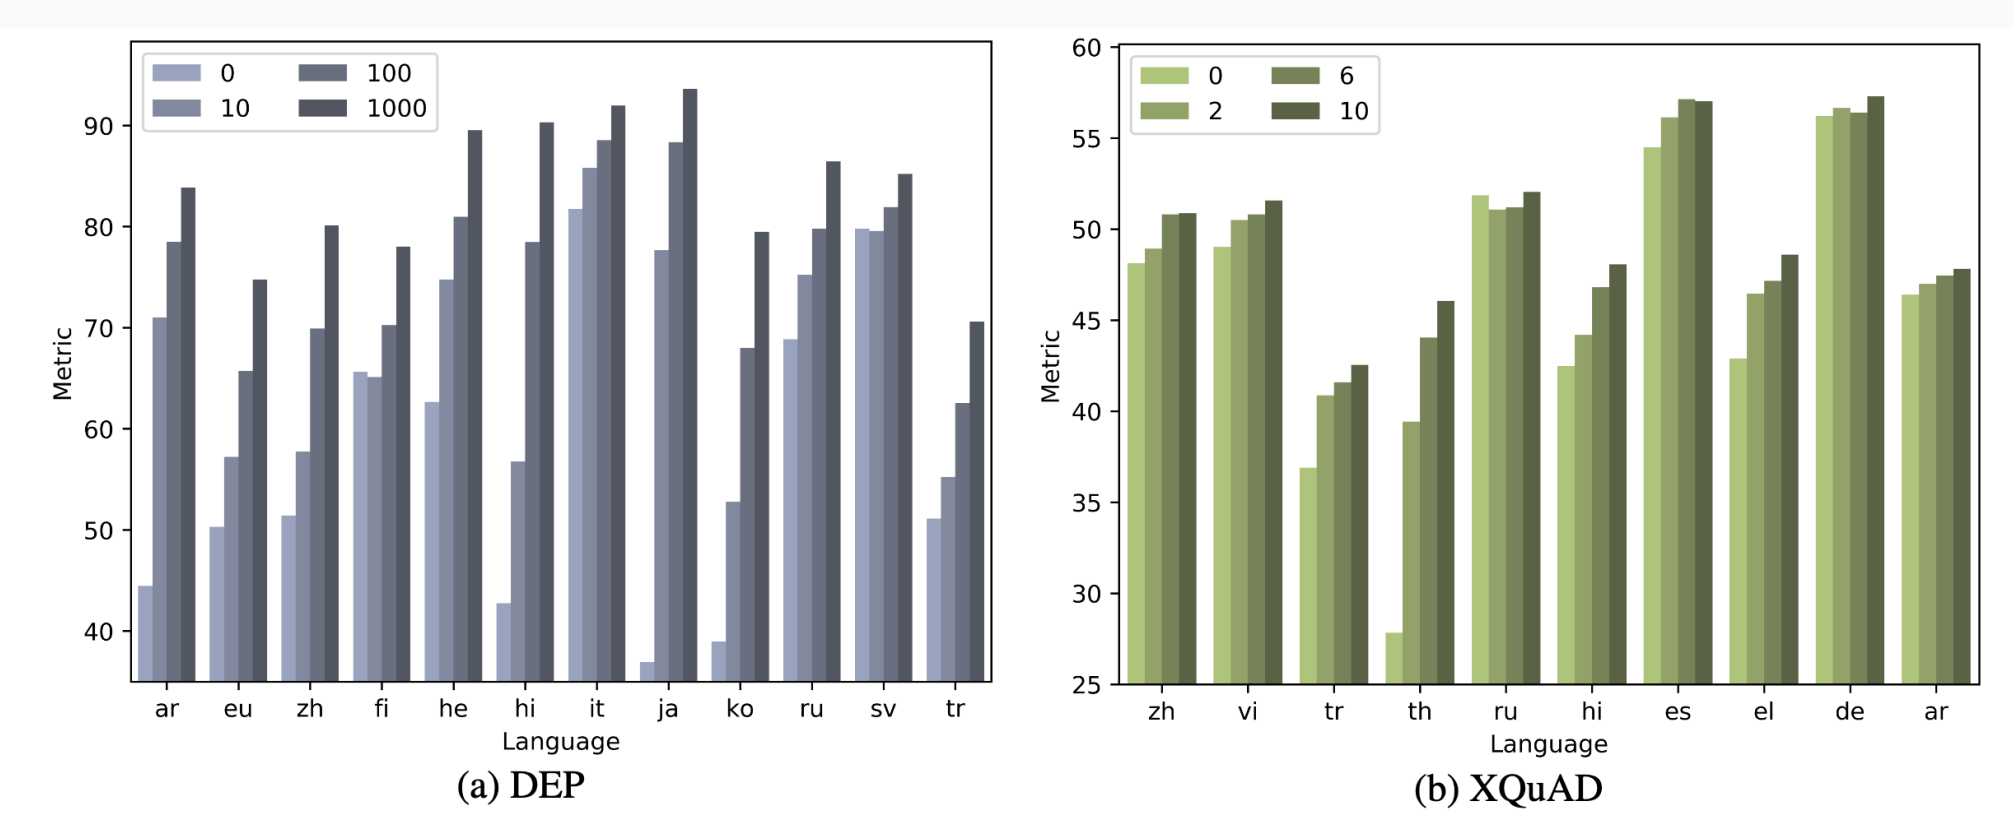 0 100
10 1000
90
80
70
60
50
40
Metric
ar eu zh fi he hi it ja ko ru sv tr
Language
(a) DEP
0 6
2 10
60
55
50
45
40
35
30
25
Metric
zh vi tr th ru hi es el de ar
Language
(b) XQuAD